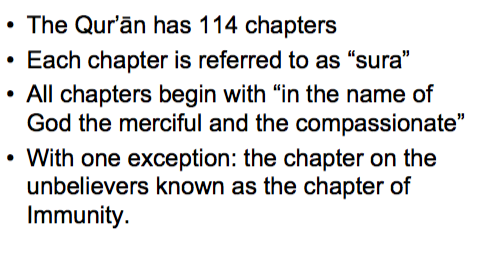 • The Qur’ān has 114 chapters
• Each chapter is referred to as “sura”
• All chapters begin with “in the name of
God the merciful and the compassionate”
• With one exception: the chapter on the
unbelievers known as the chapter of
Immunity.